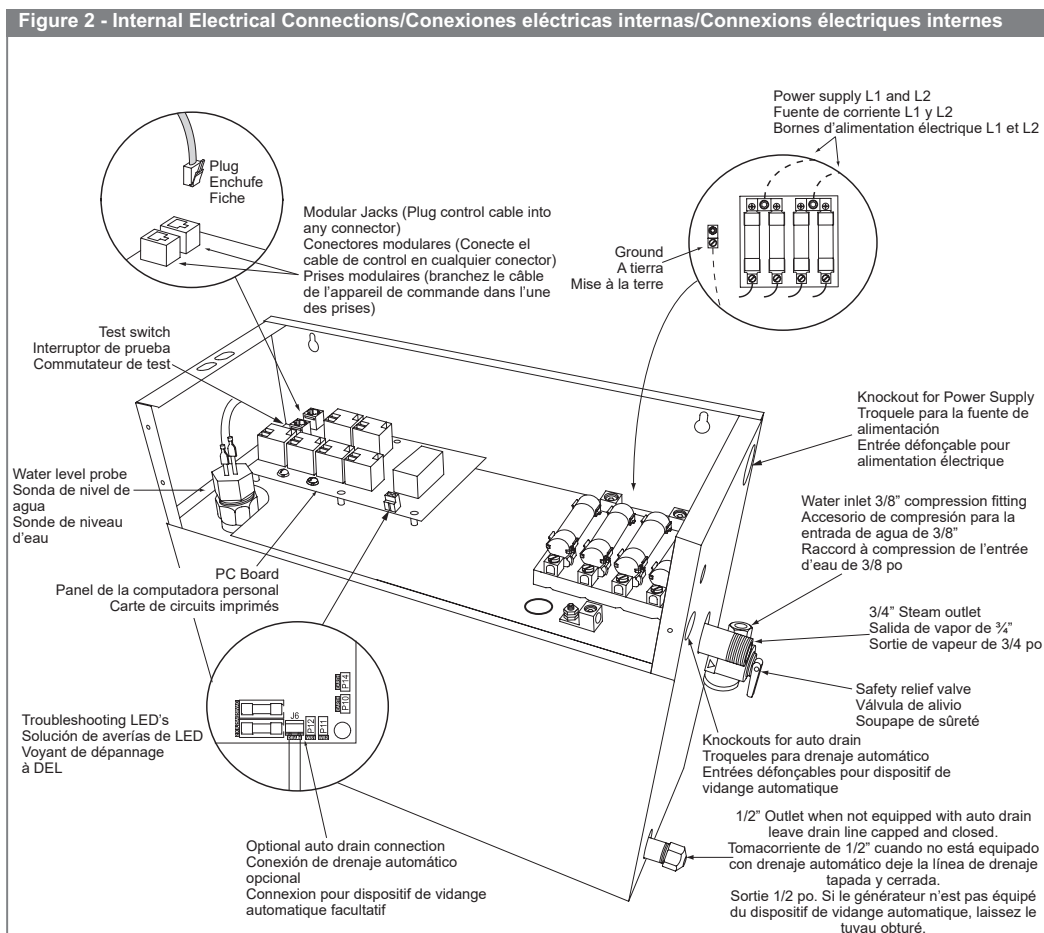 Figure 2 - Internal Electrical Connections/Conexiones eléctricas internas/Connexions électriques internes
Power supply L1 and L2
Fuente de corriente L1 y L2
Bornes d'alimentation électrique L1 et L2
Plug
Enchufe
Fiche
Modular Jacks (Plug control cable into
any connector)
Conectores modulares (Conecte el
cable de control en cualquier conector)
Prises modulaires (branchez le câble
de l'appareil de commande dans l'une
des prises)
Ground
A tierra
Mise à la terre
Test switch
Interruptor de prueba
Commutateur de test
Knockout for Power Supply
Troquele para la fuente de
alimentación
Entrée défonçable pour
alimentation électrique
Water level probe
Sonda de nivel de
agua
Sonde de niveau
d'eau
Water inlet 3/8” compression fitting
Accesorio de compresión para la
entrada de agua de 3/8”
Raccord à compression de l'entrée
d'eau de 3/8 po
PC Board
Panel de la computadora personal
Carte de circuits imprimés
3/4” Steam outlet
Salida de vapor de ¾”
Sortie de vapeur de 3/4 po
Safety relief valve
Válvula de alivio
Soupape de sûreté
P14
P10
J6
P12
P11
Troubleshooting LED's
Solución de averías de LED
Voyant de dépannage
à DEL
Knockouts for auto drain
Troqueles para drenaje automático
Entrées défonçables pour dispositif de
vidange automatique
Optional auto drain connection
Conexión de drenaje automático
opcional
Connexion pour dispositif de vidange
automatique facultatif
1/2” Outlet when not equipped with auto drain
leave drain line capped and closed.
Tomacorriente de 1/2” cuando no está equipado
con drenaje automático deje la línea de drenaje
tapada y cerrada.
Sortie 1/2 po. Si le générateur n'est pas équipé
du dispositif de vidange automatique, laissez le
tuyau obturé.